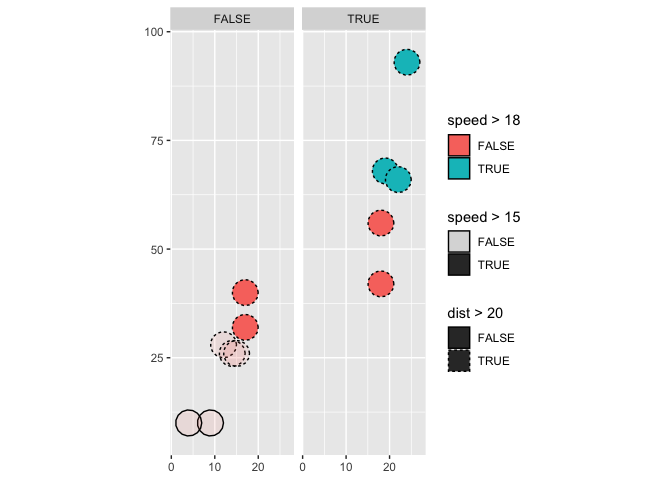 FALSE TRUE
100
75
50
25
0 10 20 0 10 20
speed > 18
FALSE
TRUE
speed > 15
FALSE
TRUE
dist > 20
FALSE
TRUE